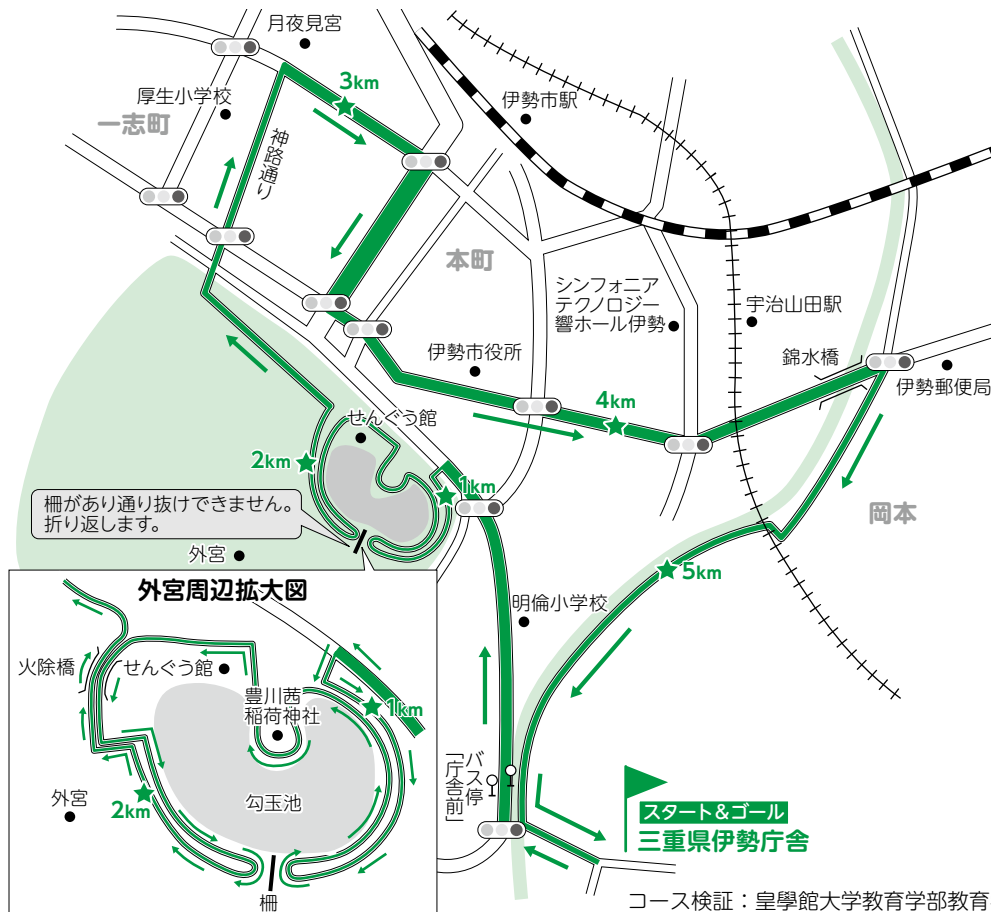 月夜見宮
3km
厚生小学校
一志町
神路通り
伊勢市駅
本町
シンフォニア
テクノロジー
響ホール伊勢
宇治山田駅
錦水橋
伊勢郵便局
伊勢市役所
4km
せんぐう館
2km
1km
柵があり通り抜けできません。
折り返します。
外宮
岡本
5km
明倫小学校
外宮周辺拡大図
火除橋
せんぐう館
豊川茜
稲荷神社
1km
外宮
2km
勾玉池
柵
バス停
「庁舎前」
スタート&ゴール
三重県伊勢庁舎
コース検証：皇學館大学教育学部教育